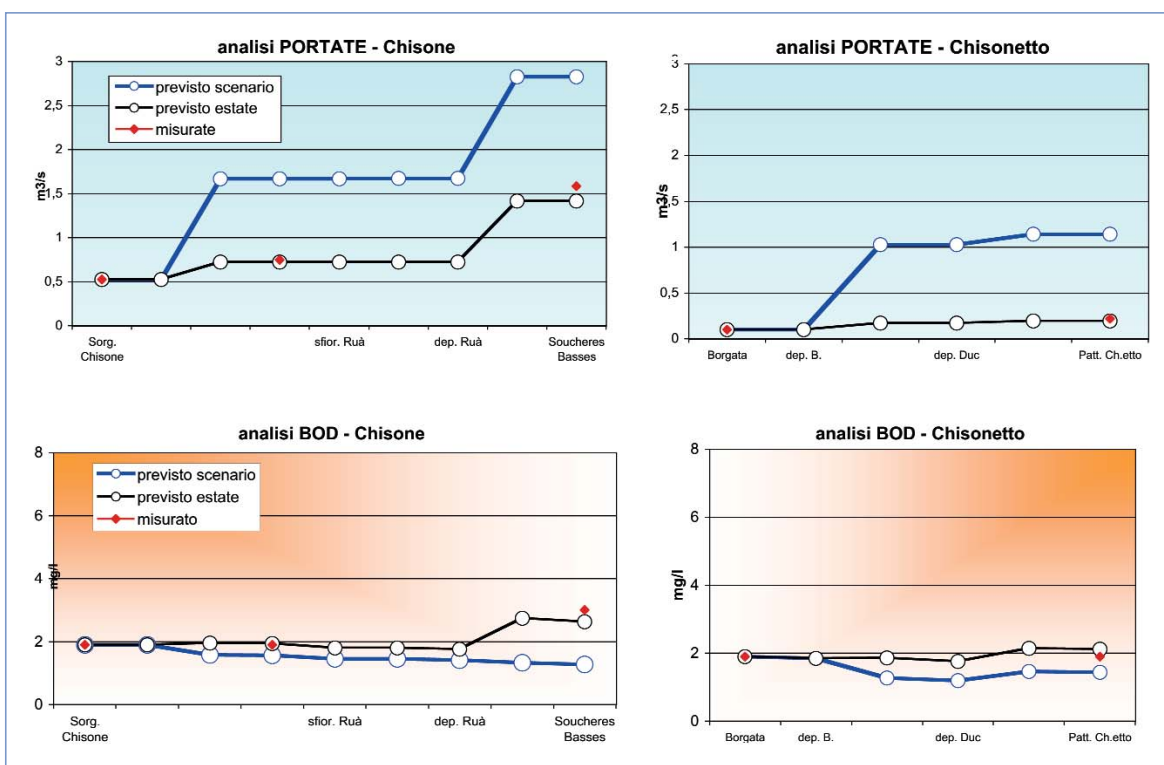 analisi PORTATE - Chisone
3
2,5
2
1,5
1
0,5
0
m3/s
previsto scenario
previsto estate
misurate
Sorg.
Chisone
sfior. Ruà
dep. Ruà
Soucheres
Basses
analisi PORTATE - Chisonetto
3
2,5
2
1,5
1
0,5
0
m3/s
Borgata
dep. B.
dep. Duc
Patt. Ch.etto
analisi BOD - Chisone
8
6
4
2
0
mg/l
previsto scenario
previsto estate
misurato
Sorg.
Chisone
sfior. Ruà
dep. Ruà
Soucheres
Basses
analisi BOD - Chisonetto
8
6
4
2
0
mg/l
Borgata
dep. B.
dep. Duc
Patt. Ch.etto